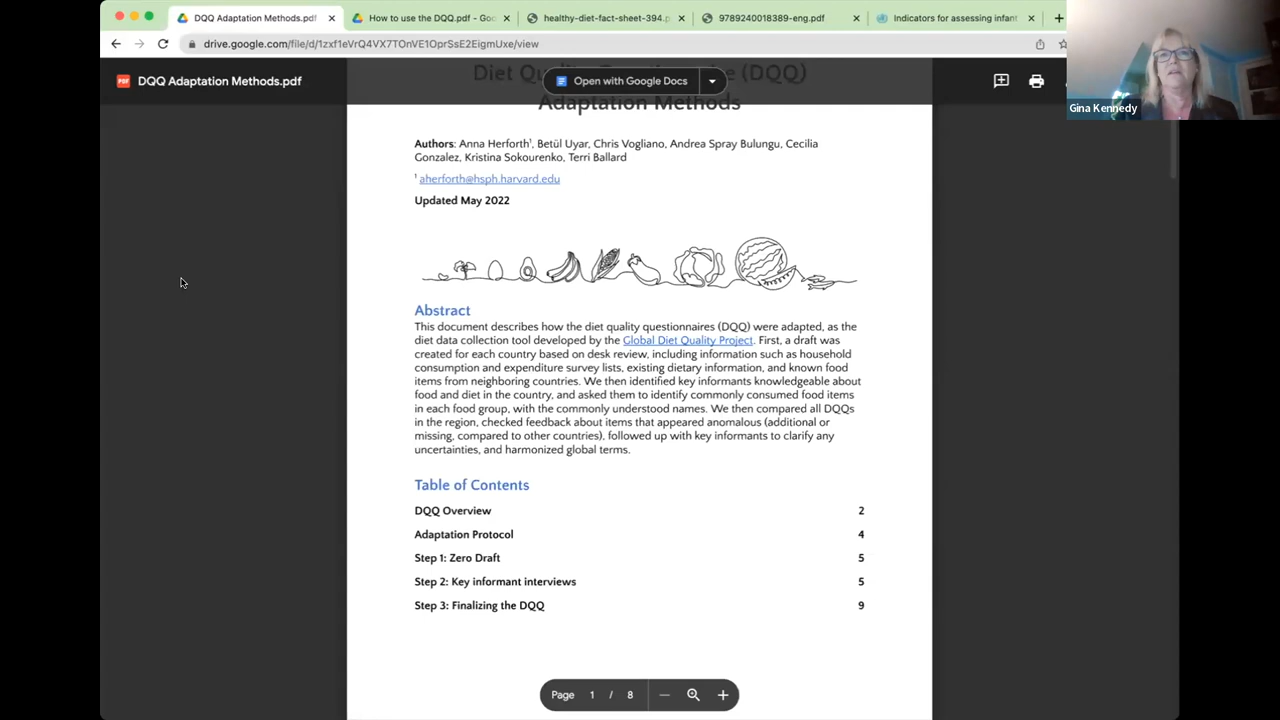 DQQ Adaptation Methods.pdf
How to use the DQQ.pdf - Goo
healthy-diet-fact-sheet-394.p
9789240018389-eng.pdf
Indicators for assessing infant
drive.google.com/file/d/1zxf1eVrQ4VX7TOnVE1OprSsE2EigmUxe/view
PDF
DQQ Adaptation Methods.pdf
Open with Google Docs
Gina Kennedy
Diet Q (DQQ)
Adaptation Methods
Authors: Anna Herforth¹, Betül Uyar, Chris Vogliano, Andrea Spray Bulungu, Cecilia
Gonzalez, Kristina Sokourenko, Terri Ballard
¹ aherforth@hsph.harvard.edu
Updated May 2022
Abstract
This document describes how the diet quality questionnaires (DQQ) were adapted, as the
diet data collection tool developed by the Global Diet Quality Project. First, a draft was
created for each country based on desk review, including information such as household
consumption and expenditure survey lists, existing dietary information, and known food
items from neighboring countries. We then identified key informants knowledgeable about
food and diet in the country, and asked them to identify commonly consumed food items
in each food group, with the commonly understood names. We then compared all DQQs
in the region, checked feedback about items that appeared anomalous (additional or
missing, compared to other countries), followed up with key informants to clarify any
uncertainties, and harmonized global terms.
Table of Contents
DQQ Overview 2
Adaptation Protocol 4
Step 1: Zero Draft 5
Step 2: Key informant interviews 5
Step 3: Finalizing the DQQ 9
Page 1 / 8